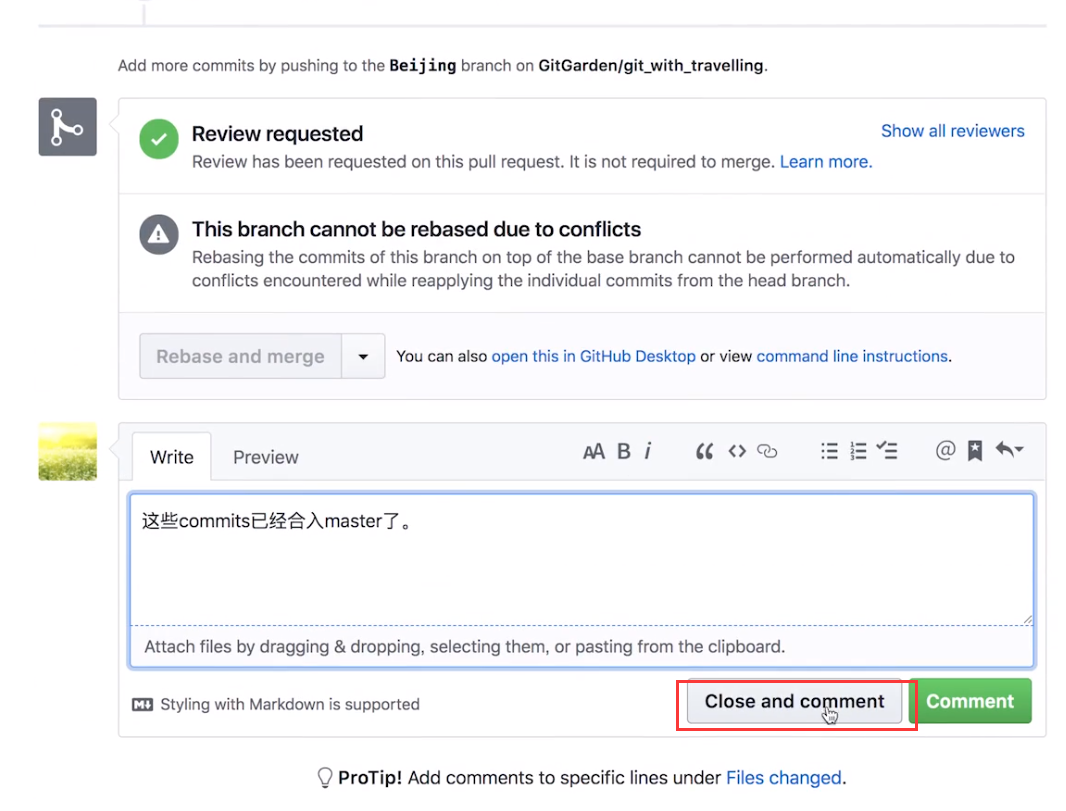 Add more commits by pushing to the Beijing branch on GitGarden/git_with_travelling.
Review requested
Show all reviewers
Review has been requested on this pull request. It is not required to merge. Learn more.
This branch cannot be rebased due to conflicts
Rebasing the commits of this branch on top of the base branch cannot be performed automatically due to
conflicts encountered while reapplying the individual commits from the head branch.
Rebase and merge
You can also open this in GitHub Desktop or view command line instructions.
Write
Preview
AA B i
这些commits已经合入master了。
Attach files by dragging & dropping, selecting them, or pasting from the clipboard.
Styling with Markdown is supported
Close and comment
Comment
ProTip! Add comments to specific lines under Files changed.